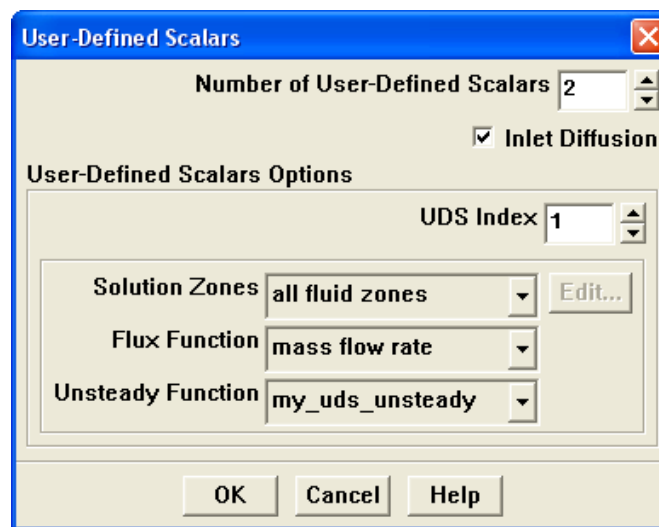 User-Defined Scalars
Number of User-Defined Scalars 2
Inlet Diffusion
User-Defined Scalars Options
UDS Index 1
Solution Zones all fluid zones Edit...
Flux Function mass flow rate
Unsteady Function my_uds_unsteady
OK Cancel Help